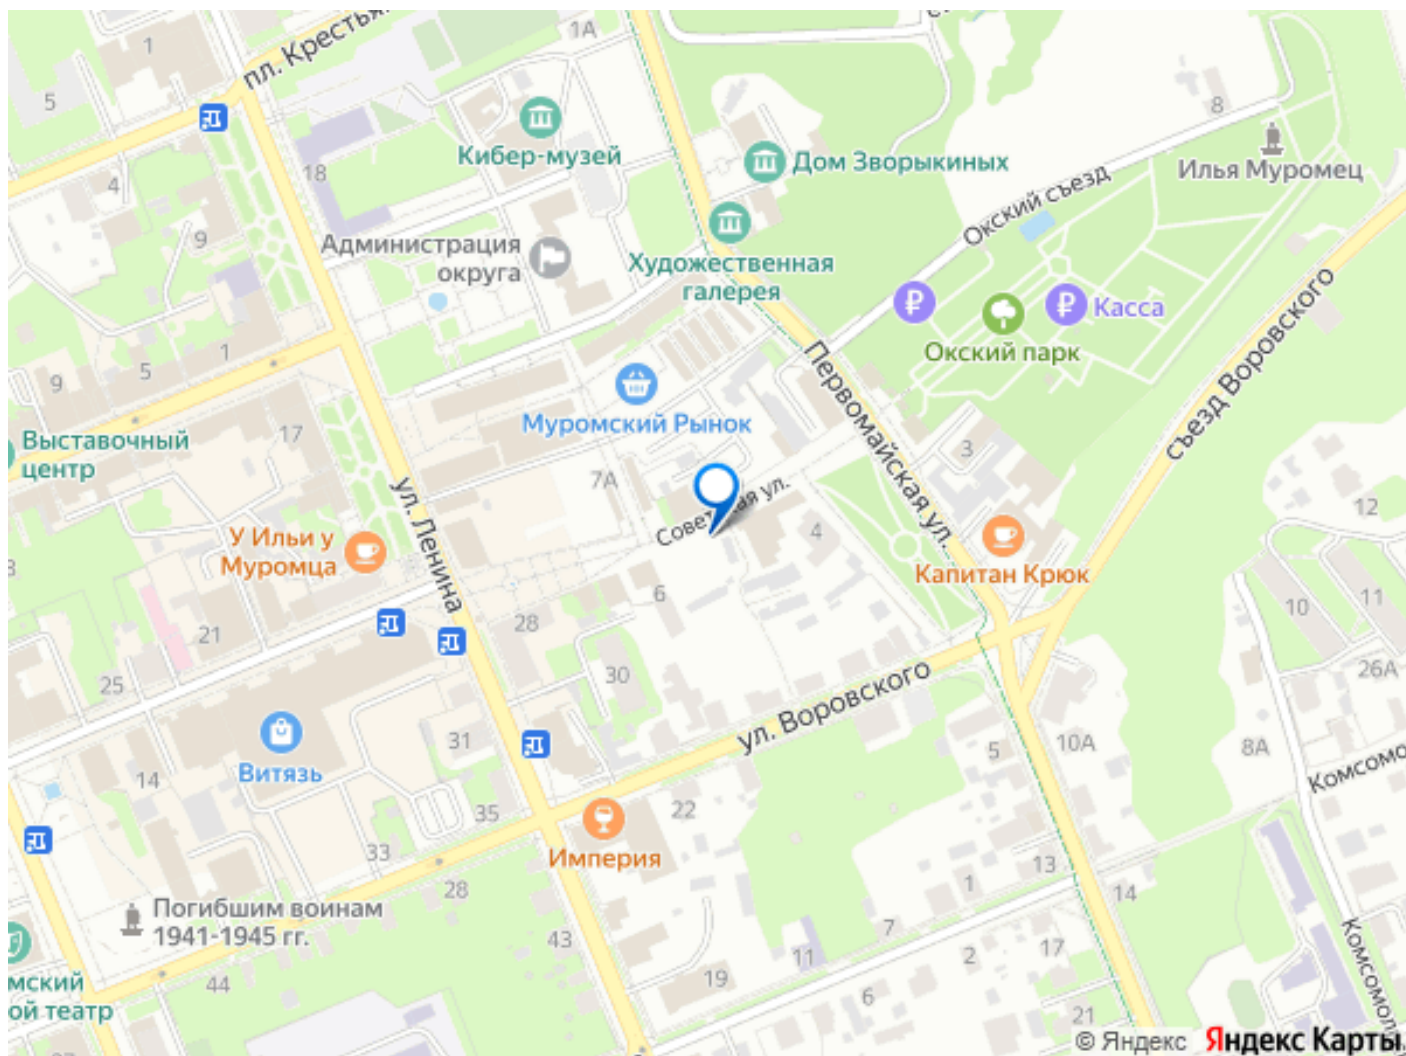 пл. Крестья
1А
1
5
18
4
9
Кибер-музей
Дом Зворыкиных
8
Илья Муромец
Окский съезд
Администрация
округа
Художественная
галерея
Касса
Окский парк
съезд Воровского
1
5
9
Муромский Рынок
Первомайская ул.
Выставочный
центр
17
7А
3
ул. Ленина
Советская ул.
4
12
У Ильи у
Муромца
Капитан Крюк
6
28
21
10
11
25
30
26А
ул. Воровского
31
5
10А
8А
14
Витязь
Комсомо
35
22
33
Империя
28
13
1
14
Погибшим воинам
1941-1945 гг.
43
7
11
17
2
Комсомол
мский
ой театр
44
19
6
21
© Яндекс Яндекс Карты